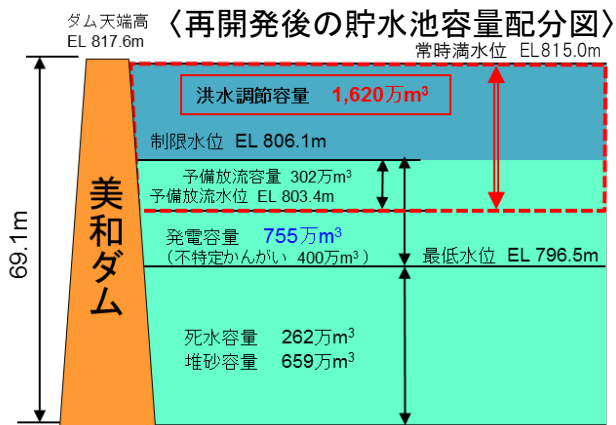 〈再開発後の貯水池容量配分図〉
ダム天端高
EL 817.6m
常時満水位 EL815.0m
洪水調節容量 1,620万m³
制限水位 EL 806.1m
予備放流容量 302万m³
予備放流水位 EL 803.4m
美和ダム
69.1m
発電容量 755万m³
(不特定かんがい 400万m³)
最低水位 EL 796.5m
死水容量 262万m³
堆砂容量 659万m³